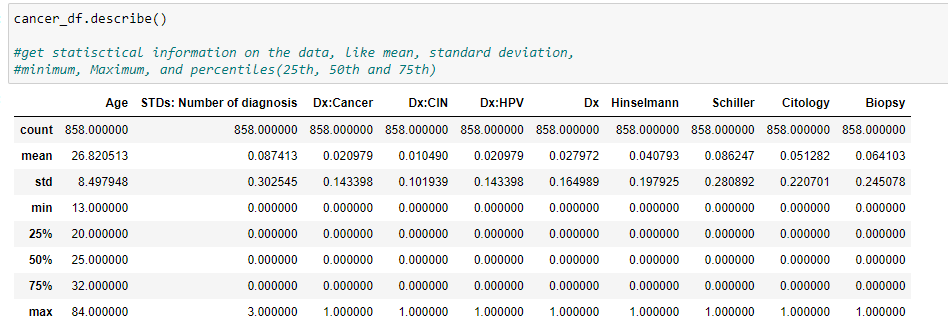 cancer_df.describe()
#get statisctical information on the data, like mean, standard deviation,
#minimum, Maximum, and percentiles(25th, 50th and 75th)
Age STDs: Number of diagnosis Dx:Cancer Dx:CIN Dx:HPV Dx Hinselmann Schiller Citology Biopsy
count 858.000000 858.000000 858.000000 858.000000 858.000000 858.000000 858.000000 858.000000 858.000000 858.000000
mean 26.820513 0.087413 0.020979 0.010490 0.020979 0.027972 0.040793 0.086247 0.051282 0.064103
std 8.497948 0.302545 0.143398 0.101939 0.143398 0.164989 0.197925 0.280892 0.220701 0.245078
min 13.000000 0.000000 0.000000 0.000000 0.000000 0.000000 0.000000 0.000000 0.000000 0.000000
25% 20.000000 0.000000 0.000000 0.000000 0.000000 0.000000 0.000000 0.000000 0.000000 0.000000
50% 25.000000 0.000000 0.000000 0.000000 0.000000 0.000000 0.000000 0.000000 0.000000 0.000000
75% 32.000000 0.000000 0.000000 0.000000 0.000000 0.000000 0.000000 0.000000 0.000000 0.000000
max 84.000000 3.000000 1.000000 1.000000 1.000000 1.000000 1.000000 1.000000 1.000000 1.000000